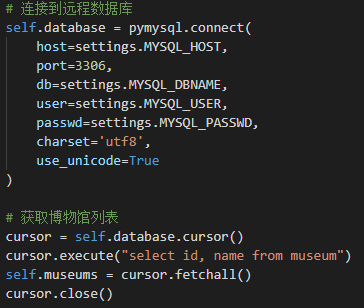 # 连接到远程数据库
self.database = pymysql.connect(
    host=settings.MYSQL_HOST,
    port=3306,
    db=settings.MYSQL_DBNAME,
    user=settings.MYSQL_USER,
    passwd=settings.MYSQL_PASSWD,
    charset='utf8',
    use_unicode=True
)
# 获取博物馆列表
cursor = self.database.cursor()
cursor.execute("select id, name from museum")
self.museums = cursor.fetchall()
cursor.close()